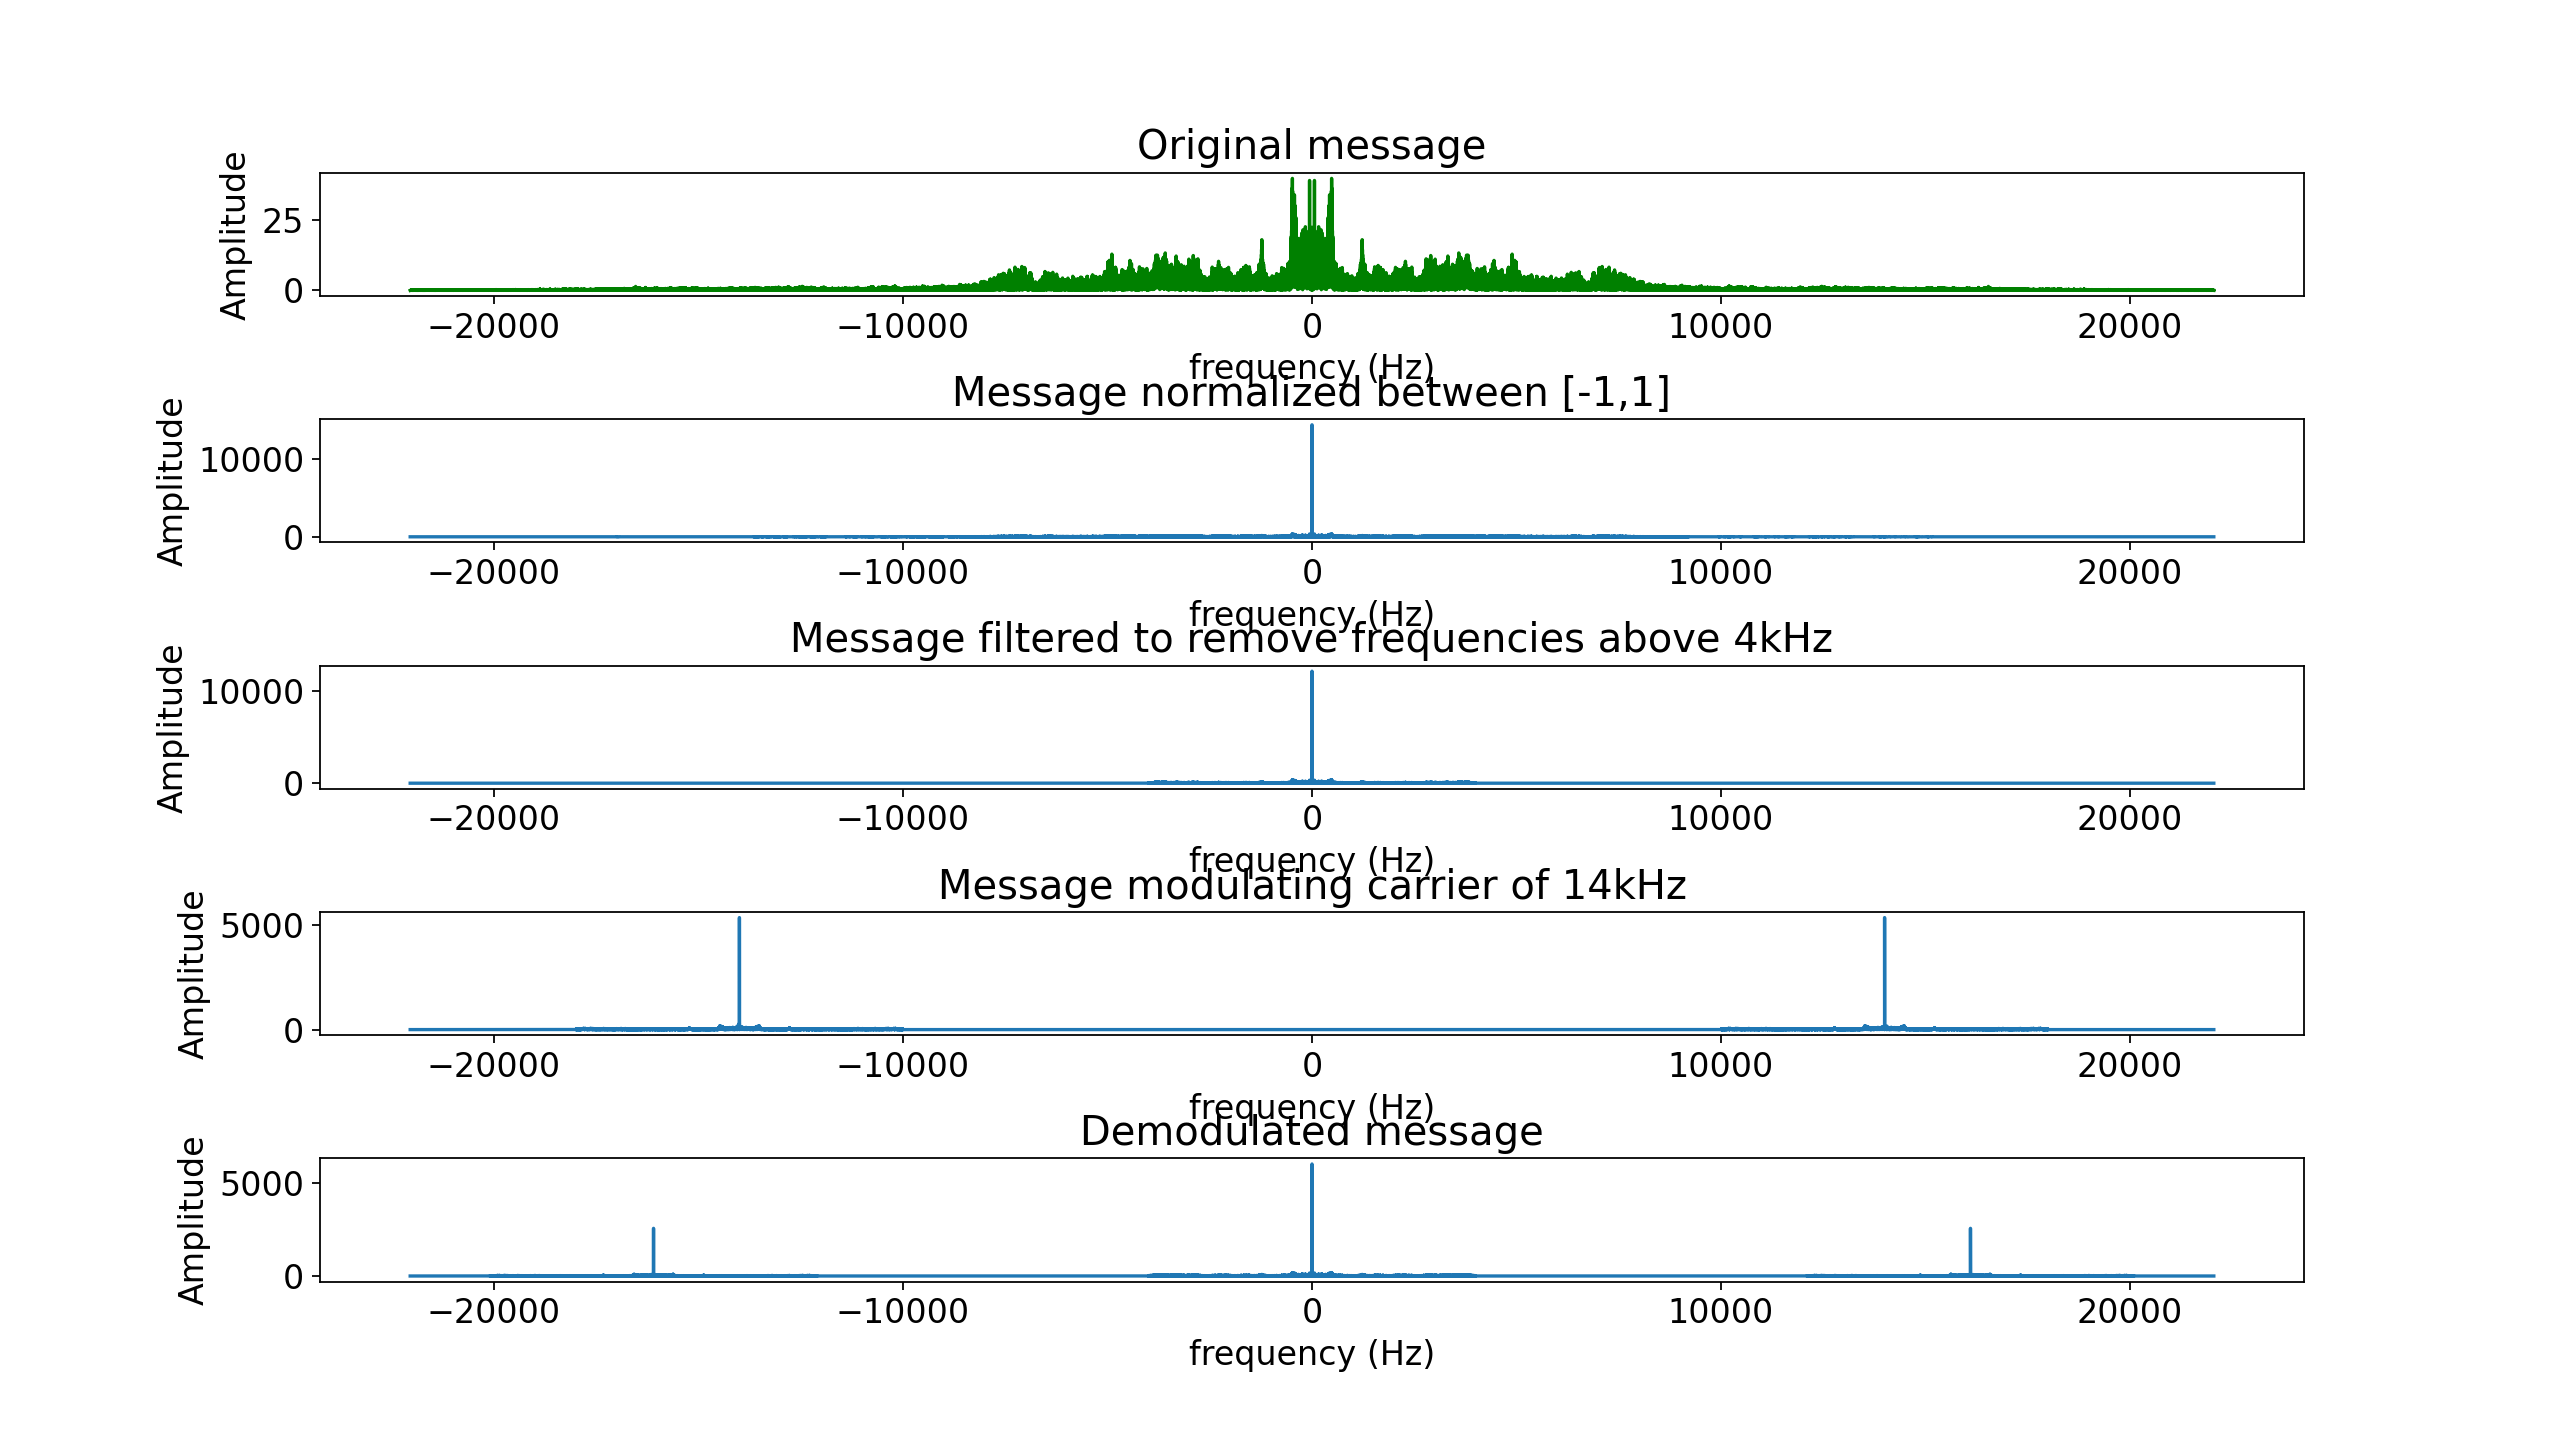 Original message
Amplitude
25
0
−20000 −10000 0 10000 20000
frequency (Hz)
Message normalized between [-1,1]
Amplitude
10000
0
−20000 −10000 0 10000 20000
frequency (Hz)
Message filtered to remove frequencies above 4kHz
Amplitude
10000
0
−20000 −10000 0 10000 20000
frequency (Hz)
Message modulating carrier of 14kHz
Amplitude
5000
0
−20000 −10000 0 10000 20000
frequency (Hz)
Demodulated message
Amplitude
5000
0
−20000 −10000 0 10000 20000
frequency (Hz)